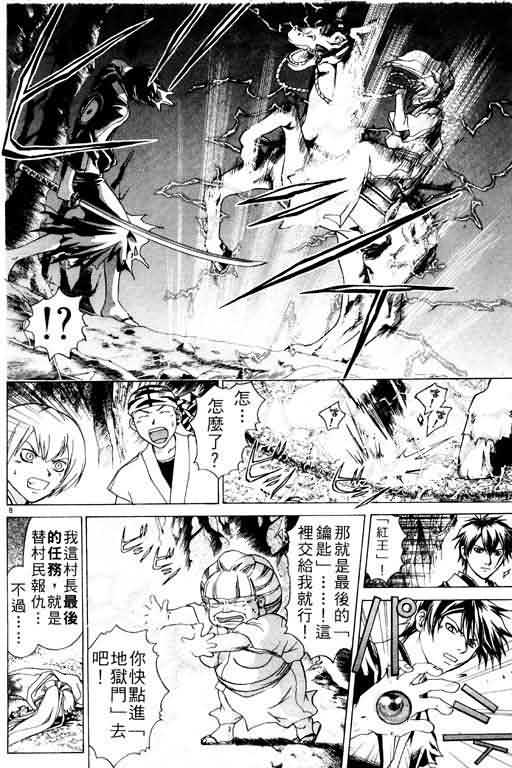 !?
怎…
怎麼了?
「紅王」!
那就是最後的「
鑰匙」……!這
裡交給我就行!
你快點進「
地獄門」去
吧!
我這村長最後
的任務,就是
替村民報仇…
不過……
8